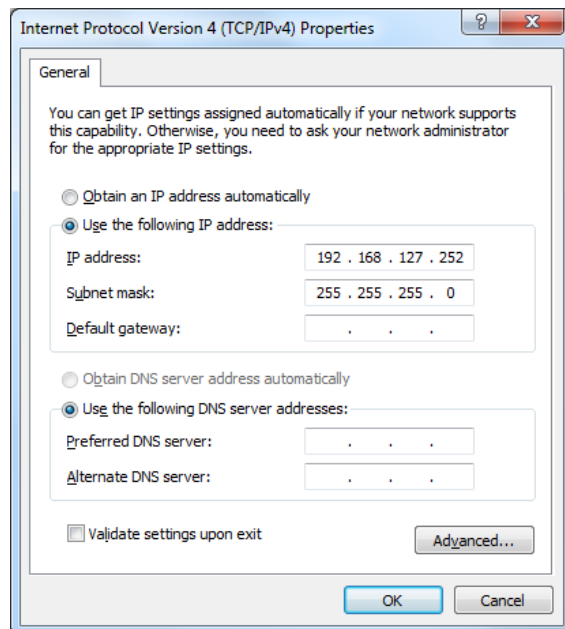 Internet Protocol Version 4 (TCP/IPv4) Properties
General
You can get IP settings assigned automatically if your network supports
this capability. Otherwise, you need to ask your network administrator
for the appropriate IP settings.
Obtain an IP address automatically
Use the following IP address:
IP address: 192 . 168 . 127 . 252
Subnet mask: 255 . 255 . 255 . 0
Default gateway: . . .
Obtain DNS server address automatically
Use the following DNS server addresses:
Preferred DNS server: . . .
Alternate DNS server: . . .
Validate settings upon exit
Advanced...
OK Cancel